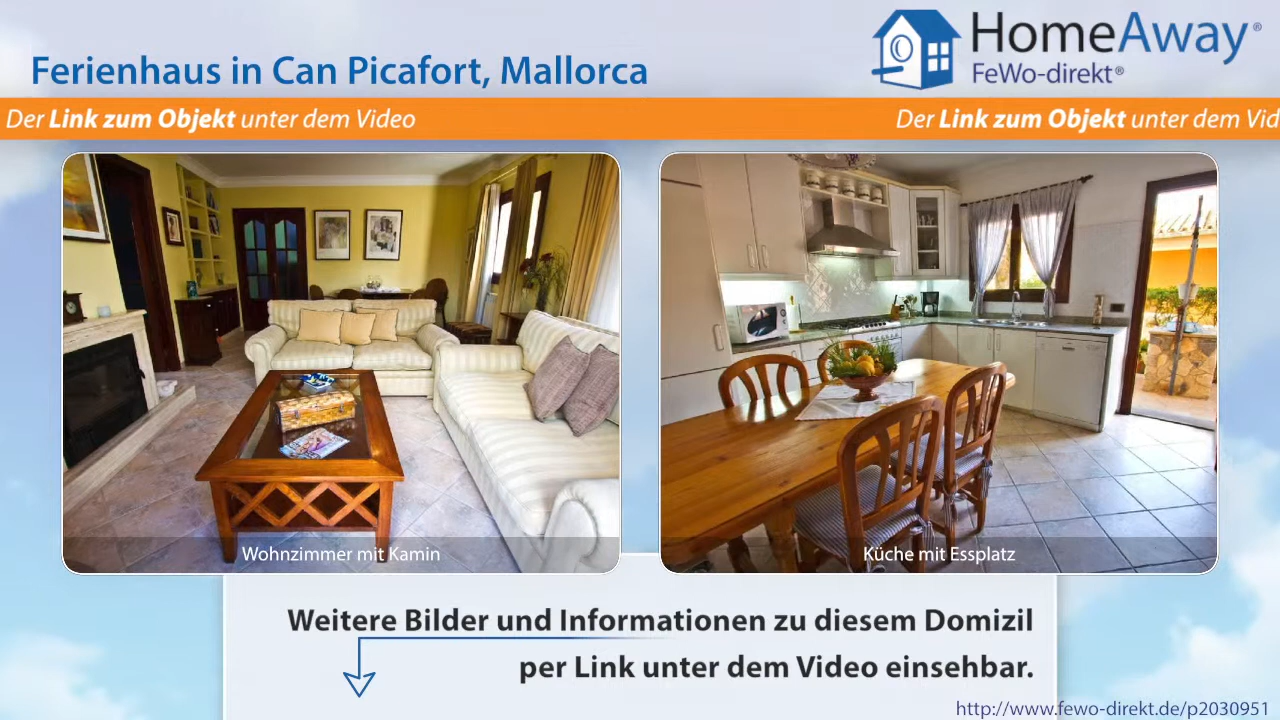 Ferienhaus in Can Picafort, Mallorca
HomeAway®
FeWo-direkt®
Der Link zum Objekt unter dem Video
Der Link zum Objekt unter dem Vid
Wohnzimmer mit Kamin
Küche mit Essplatz
Weitere Bilder und Informationen zu diesem Domizil
per Link unter dem Video einsehbar.
http://www.fewo-direkt.de/p2030951